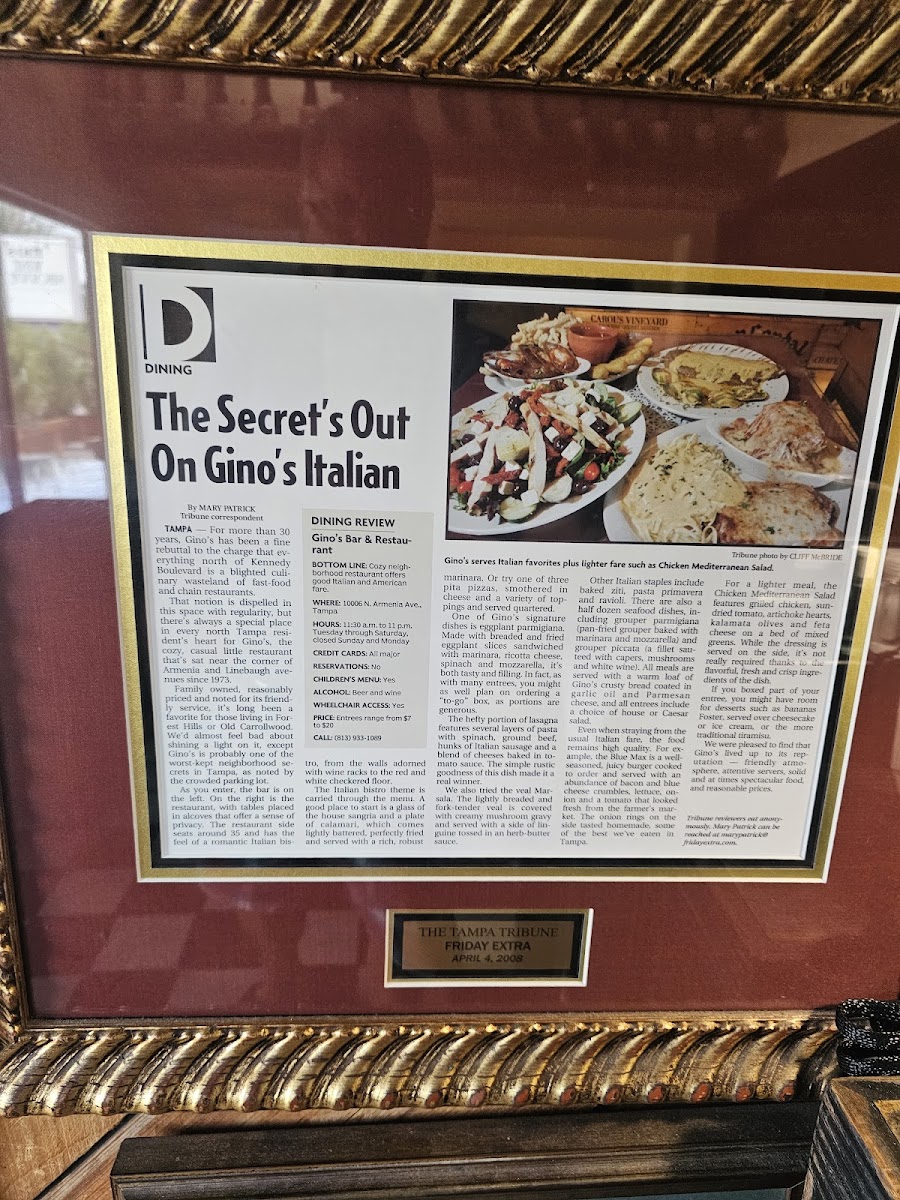 DINING
The Secret's Out
On Gino's Italian
By MARY PATRICK
Tribune correspondent
TAMPA — For more than 30
years, Gino's has been a fine
rebuttal to the charge that ev-
erything north of Kennedy
Boulevard is a blighted culi-
nary wasteland of fast-food
and chain restaurants.
That notion is dispelled in
this space with regularity, but
there's always a special place
in every north Tampa resi-
dent's heart for Gino's, the
cozy, casual little restaurant
that's sat near the corner of
Armenia and Linebaugh ave-
nues since 1973.
Family owned, reasonably
priced and noted for its friend-
ly service, it's long been a
favorite for those living in For-
est Hills or Old Carrollwood.
We'd almost feel bad about
shining a light on it, except
Gino's is probably one of the
worst-kept neighborhood se-
crets in Tampa, as noted by
the crowded parking lot.
As you enter, the bar is on
the left. On the right is the
restaurant, with tables placed
in alcoves that offer a sense of
privacy. The restaurant side
seats around 35 and has the
feel of a romantic Italian bis-
DINING REVIEW
Gino's Bar & Restau-
rant
BOTTOM LINE: Cozy neigh-
borhood restaurant offers
good Italian and American
fare.
WHERE: 10006 N. Armenia Ave.,
Tampa
HOURS: 11:30 a.m. to 11 p.m.
Tuesday through Saturday,
Closed Sunday and Monday
CREDIT CARDS: All major
RESERVATIONS: No
CHILDREN'S MENU: Yes
ALCOHOL: Beer and wine
WHEELCHAIR ACCESS: Yes
PRICE: Entrees range from $7
to $20
CALL: (813) 933-1089
tro, from the walls adorned
with wine racks to the red and
white checkered floor.
The Italian bistro theme is
carried through the menu. A
good place to start is a glass of
the house sangria and a plate
of calamari, which comes
lightly battered, perfectly fried
and served with a rich, robust
CAROL'S VINEYARD
Tribune photo by CLIFF McBRIDE
Gino's serves Italian favorites plus lighter fare such as Chicken Mediterranean Salad.
marinara. Or try one of three
pita pizzas, smothered in
cheese and a variety of top-
pings and served quartered.
One of Gino's signature
dishes is eggplant parmigiana.
Made with breaded and fried
eggplant slices sandwiched
with marinara, ricotta cheese,
spinach and mozzarella, it's
both tasty and filling. In fact, as
with many entrees, you might
as well plan on ordering a
"to-go" box, as portions are
generous.
The hefty portion of lasagna
features several layers of pasta
with spinach, ground beef,
hunks of Italian sausage and a
blend of cheeses baked in to-
mato sauce. The simple rustic
goodness of this dish made it a
real winner.
We also tried the veal Mar-
sala. The lightly breaded and
fork-tender veal is covered
with creamy mushroom gravy
and served with a side of lin-
guine tossed in an herb-butter
sauce.
Other Italian staples include
baked ziti, pasta primavera
and ravioli. There are also a
half dozen seafood dishes, in-
cluding grouper parmigiana
(pan-fried grouper baked with
marinara and mozzarella) and
grouper piccata (a fillet sau-
teed with capers, mushrooms
and white wine). All meals are
served with a warm loaf of
Gino's crusty bread coated in
garlic oil and Parmesan
cheese, and all entrees include
a choice of house or Caesar
salad.
Even when straying from the
usual Italian fare, the food
remains high quality. For ex-
ample, the Blue Max is a well-
seasoned, juicy burger cooked
to order and served with an
abundance of bacon and blue
cheese crumbles, lettuce, on-
ion and a tomato that looked
fresh from the farmer's mar-
ket. The onion rings on the
side tasted homemade, some
of the best we've eaten in
Tampa.
For a lighter meal, the
Chicken Mediterranean Salad
features grilled chicken, sun-
dried tomato, artichoke hearts,
kalamata olives and feta
cheese on a bed of mixed
greens. While the dressing is
served on the side, it's not
really required thanks to the
flavorful, fresh and crisp ingre-
dients of the dish.
If you boxed part of your
entree, you might have room
for desserts such as bananas
Foster, served over cheesecake
or ice cream, or the more
traditional tiramisu.
We were pleased to find that
Gino's lived up to its rep-
utation — friendly atmo-
sphere, attentive servers, solid
and at times spectacular food,
and reasonable prices.
Tribune reviewers eat anony-
mously. Mary Patrick can be
reached at marypatrick@
fridayextra.com.
THE TAMPA TRIBUNE
FRIDAY EXTRA
APRIL 4, 2008